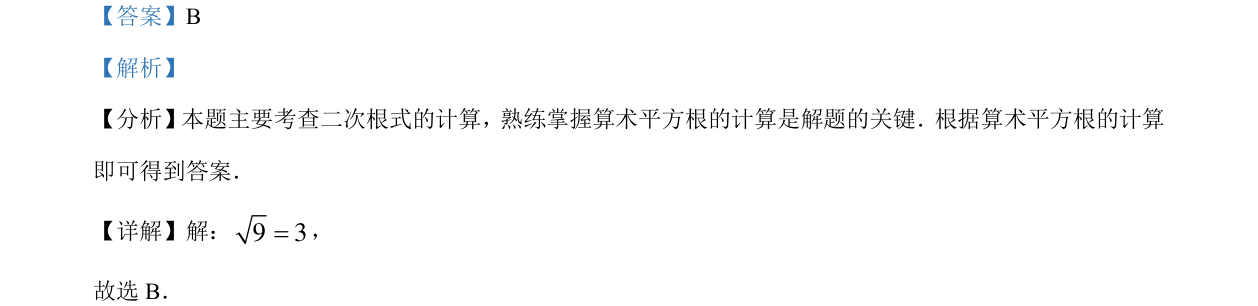 【答案】B
【解析】
【分析】本题主要考查二次根式的计算，熟练掌握算术平方根的计算是解题的关键．根据算术平方根的计算
即可得到答案．
【详解】解：√9 = 3，
故选 B．